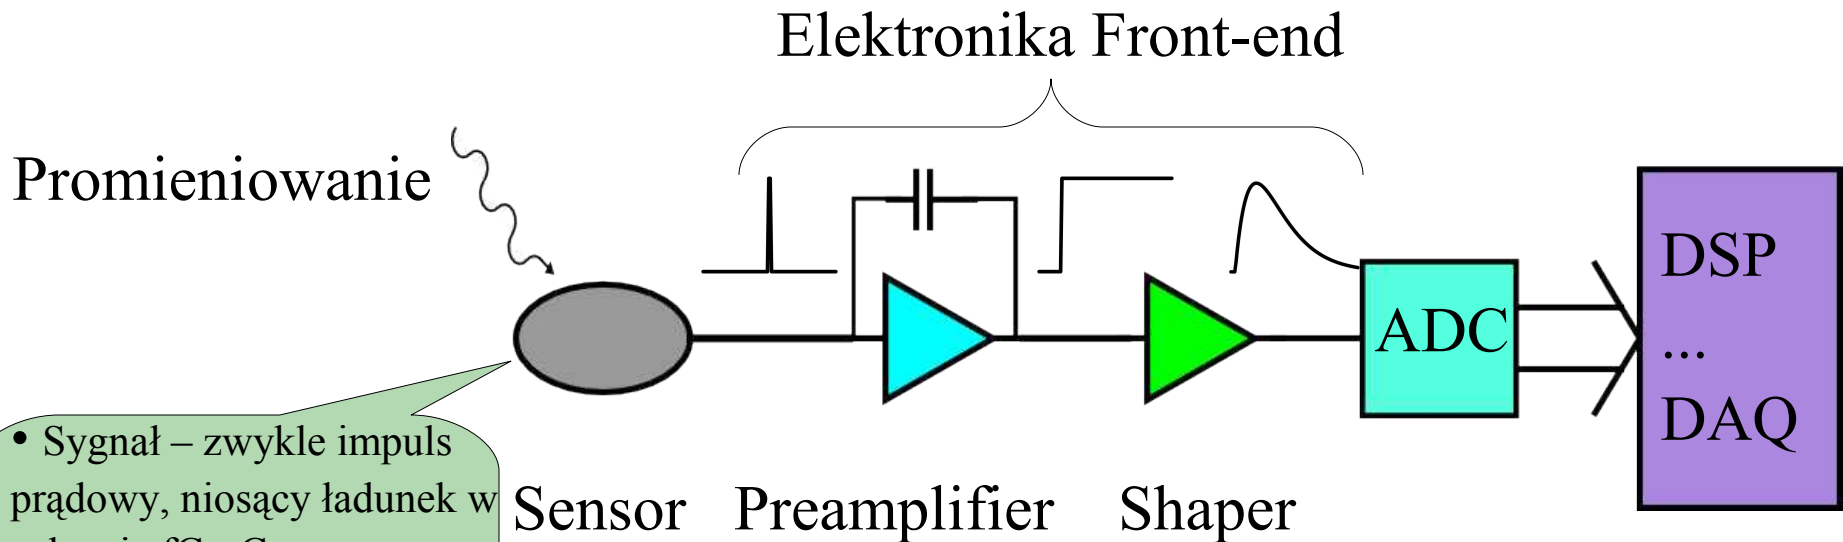 Elektronika Front-end
Promieniowanie
DSP
ADC
...
DAQ
• Sygnał – zwykle impuls
prądowy, niosący ładunek w
Sensor
Preamplifier
Shaper